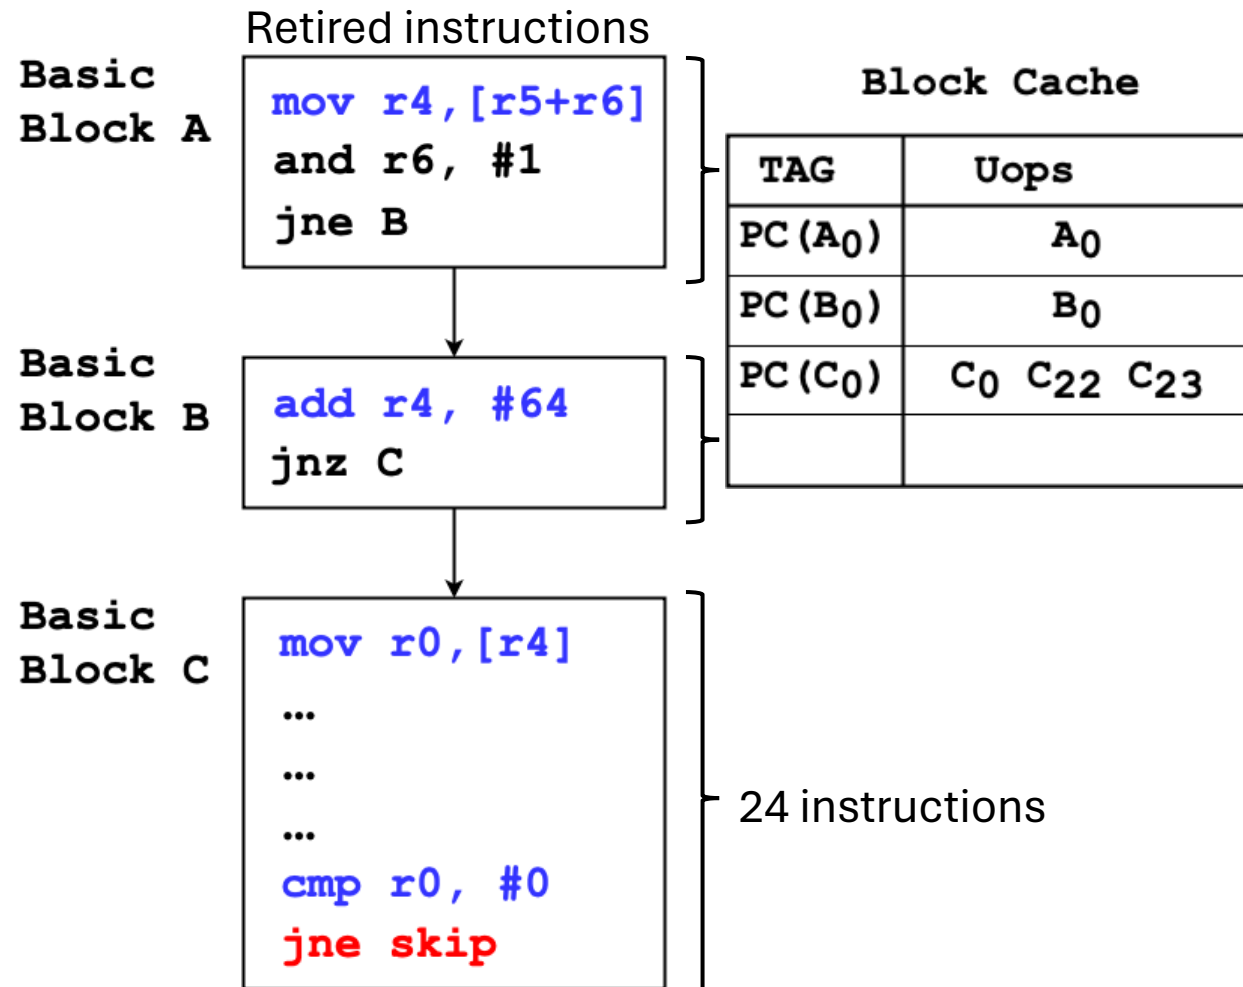 Retired instructions
Basic
Block A
mov r4,[r5+r6]
and r6, #1
jne B
Basic
Block B
add r4, #64
jnz C
Basic
Block C
mov r0,[r4]
…
…
…
cmp r0, #0
jne skip
24 instructions
Block Cache
TAG Uops
PC(A0) A0
PC(B0) B0
PC(C0) C0 C22 C23